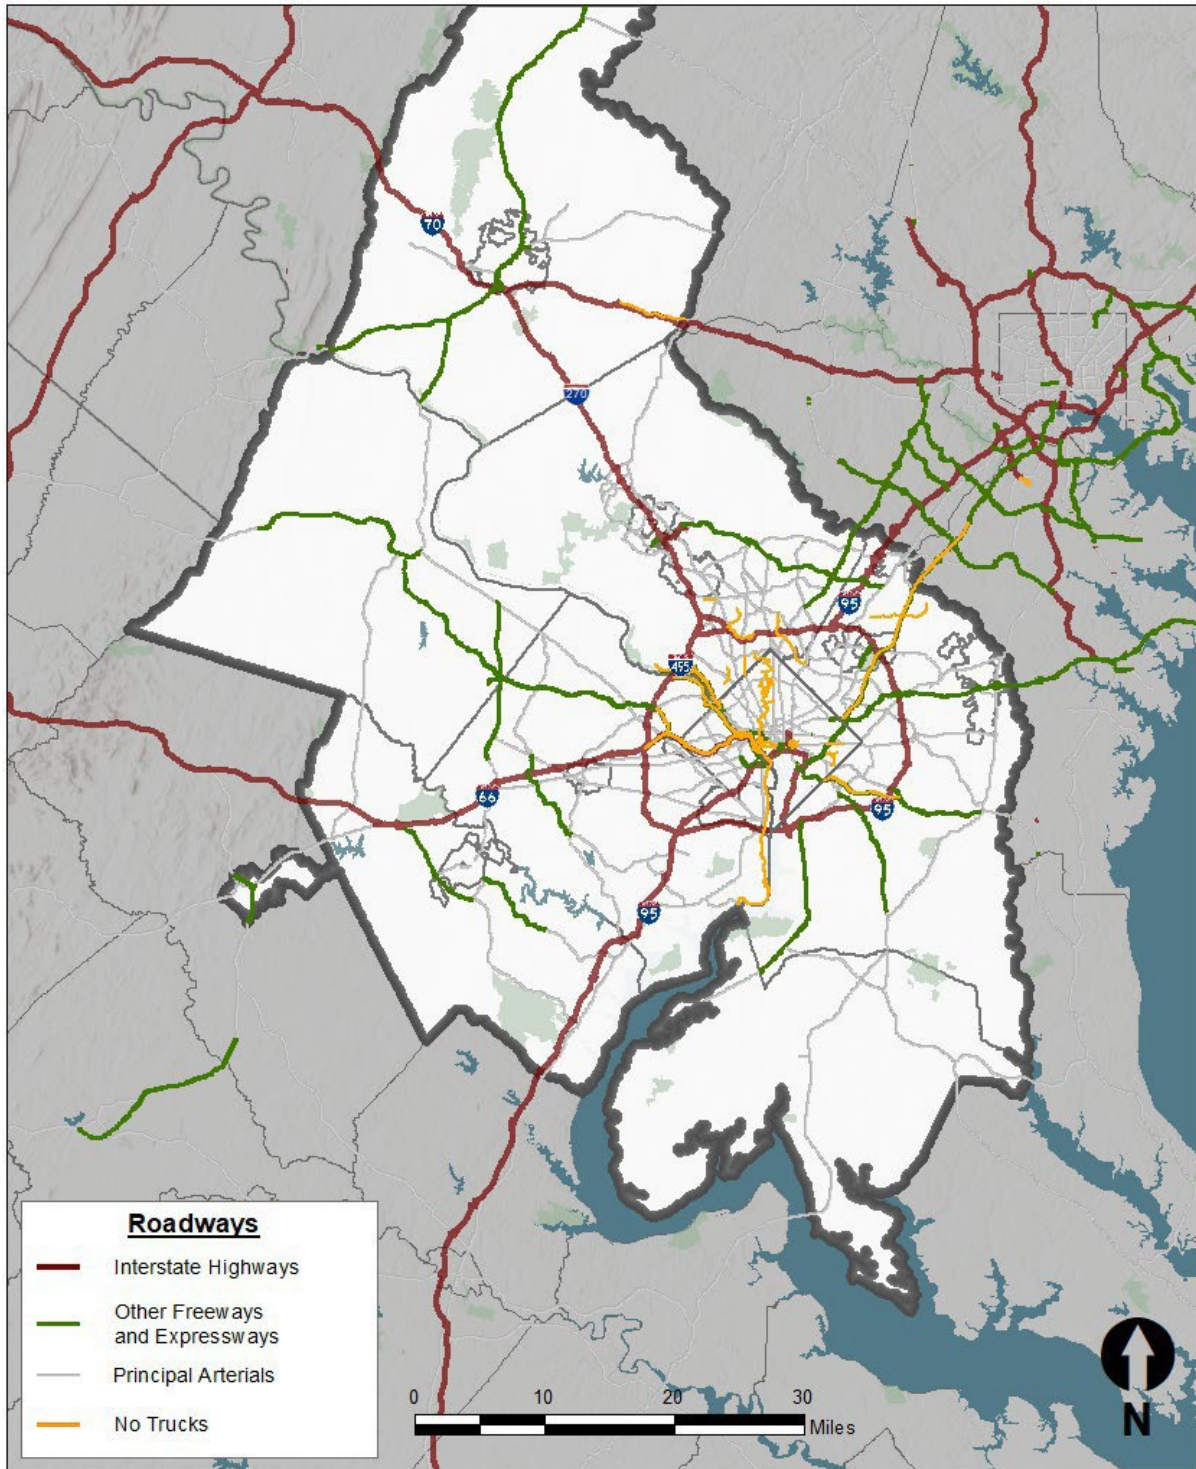 70
270
95
495
66
95
95
Roadways
Interstate Highways
Other Freeways
and Expressways
Principal Arterials
No Trucks
0 10 20 30
Miles
N